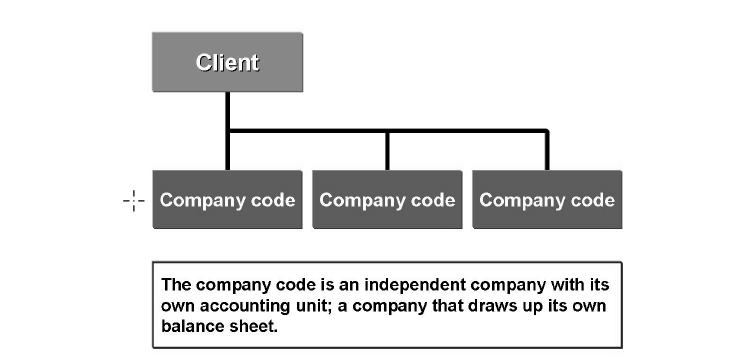 Client
Company code
Company code
Company code
The company code is an independent company with its
own accounting unit; a company that draws up its own
balance sheet.